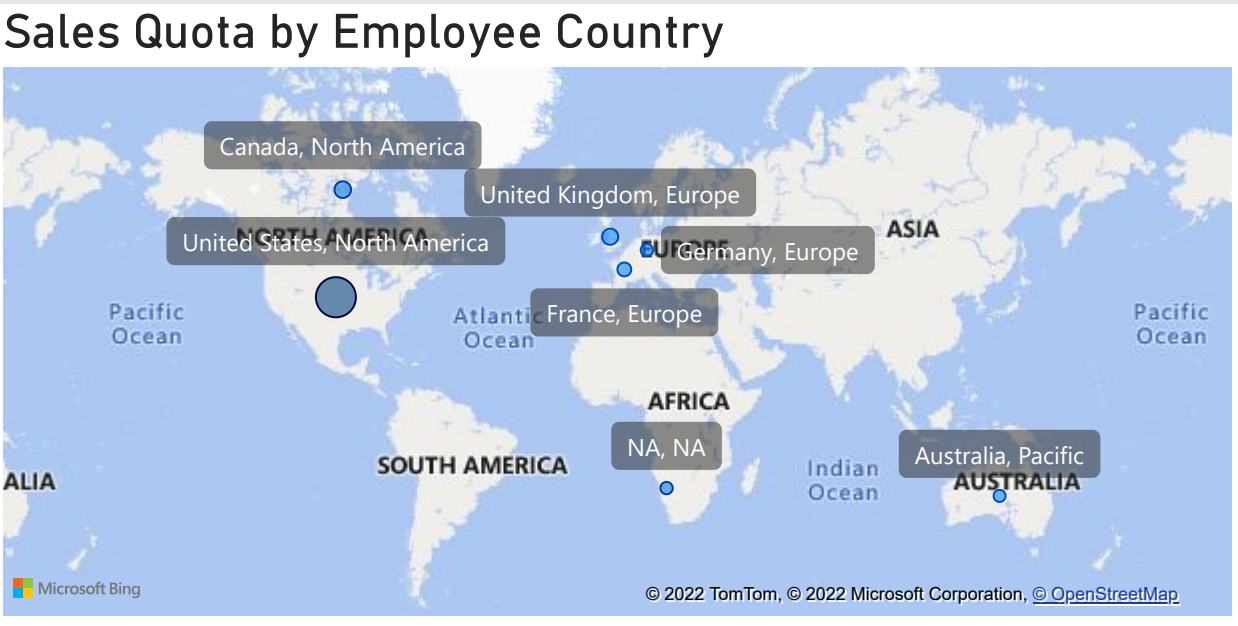 Sales Quota by Employee Country
Canada, North America
United Kingdom, Europe
NORTH AMERICA
United States, North America
ASIA
EUROPE
Germany, Europe
Pacific
Ocean
Atlantic
Ocean
France, Europe
Pacific
Ocean
AFRICA
NA, NA
SOUTH AMERICA
Indian
Ocean
Australia, Pacific
AUSTRALIA
ALIA
Microsoft Bing
© 2022 TomTom, © 2022 Microsoft Corporation, © OpenStreetMap